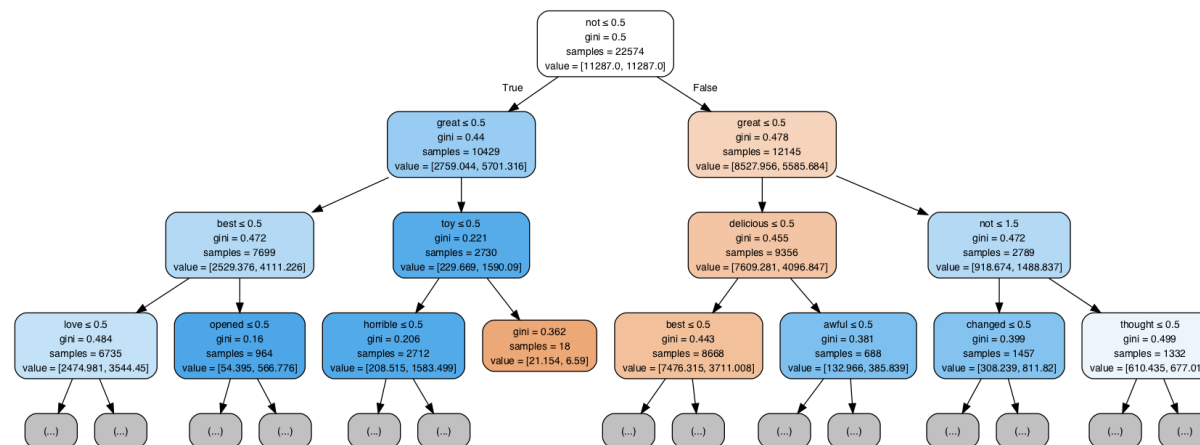 not ≤ 0.5
gini = 0.5
samples = 22574
value = [11287.0, 11287.0]
True
False
great ≤ 0.5
gini = 0.44
samples = 10429
value = [2759.044, 5701.316]
great ≤ 0.5
gini = 0.478
samples = 12145
value = [8527.956, 5585.684]
best ≤ 0.5
gini = 0.472
samples = 7699
value = [2529.376, 4111.226]
toy ≤ 0.5
gini = 0.221
samples = 2730
value = [229.669, 1590.09]
delicious ≤ 0.5
gini = 0.455
samples = 9356
value = [7609.281, 4096.847]
not ≤ 1.5
gini = 0.472
samples = 2789
value = [918.674, 1488.837]
love ≤ 0.5
gini = 0.484
samples = 6735
value = [2474.981, 3544.45]
opened ≤ 0.5
gini = 0.16
samples = 964
value = [54.395, 566.776]
horrible ≤ 0.5
gini = 0.206
samples = 2712
value = [208.515, 1583.499]
gini = 0.362
samples = 18
value = [21.154, 6.59]
best ≤ 0.5
gini = 0.443
samples = 8668
value = [7476.315, 3711.008]
awful ≤ 0.5
gini = 0.381
samples = 688
value = [132.966, 385.839]
changed ≤ 0.5
gini = 0.399
samples = 1457
value = [308.239, 811.82]
thought ≤ 0.5
gini = 0.499
samples = 1332
value = [610.435, 677.01
(...)
(...)
(...)
(...)
(...)
(...)
(...)
(...)
(...)
(...)
(...)
(...)
(...)
(...)